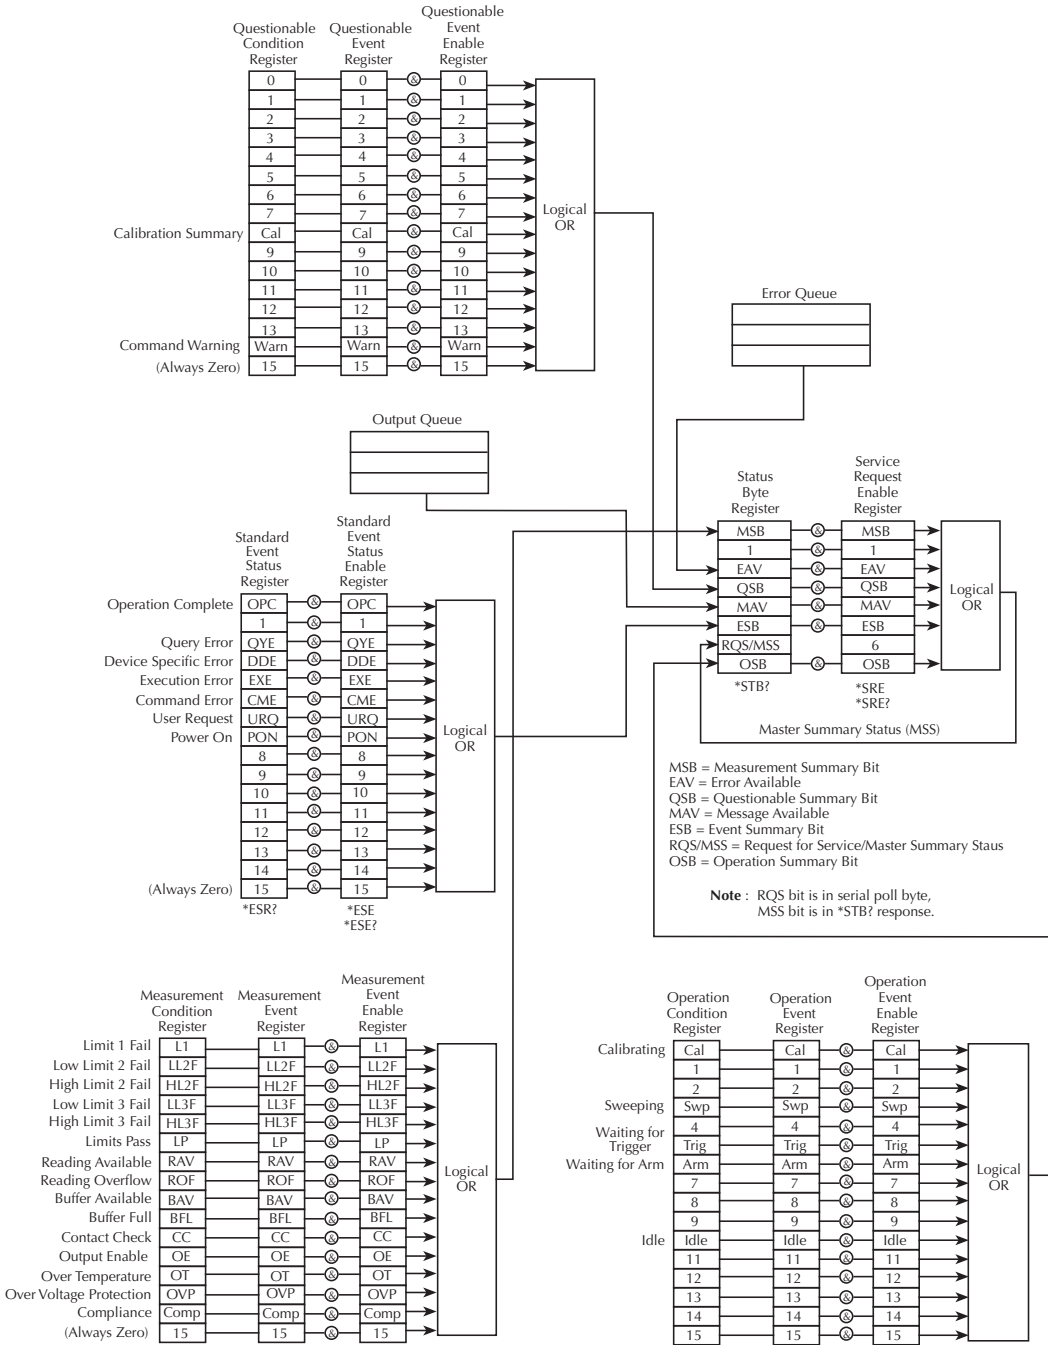 Questionable
Condition
Register
Questionable
Event
Register
Questionable
Event
Enable
Register
0 0 & 0
1 1 & 1
2 2 & 2
3 3 & 3
4 4 & 4
5 5 & 5
6 6 & 6
7 7 & 7
Calibration Summary Cal Cal & Cal
9 9 & 9
10 10 & 10
11 11 & 11
12 12 & 12
13 13 & 13
Command Warning Warn Warn & Warn
(Always Zero) 15 15 & 15
Logical
OR
Error Queue
Output Queue
Status
Byte
Register
Service
Request
Enable
Register
MSB & MSB
1 & 1
EAV & EAV
QSB & QSB
MAV & MAV
ESB & ESB
RQS/MSS 6
OSB & OSB
*STB?
*SRE
*SRE?
Logical
OR
Master Summary Status (MSS)
Standard
Event
Status
Register
Standard
Event
Status
Enable
Register
Operation Complete OPC & OPC
1 & 1
Query Error QYE & QYE
Device Specific Error DDE & DDE
Execution Error EXE & EXE
Command Error CME & CME
User Request URQ & URQ
Power On PON & PON
8 & 8
9 & 9
10 & 10
11 & 11
12 & 12
13 & 13
14 & 14
(Always Zero) 15 & 15
*ESR?
*ESE
*ESE?
Logical
OR
MSB = Measurement Summary Bit
EAV = Error Available
QSB = Questionable Summary Bit
MAV = Message Available
ESB = Event Summary Bit
RQS/MSS = Request for Service/Master Summary Staus
OSB = Operation Summary Bit
Note : RQS bit is in serial poll byte,
MSS bit is in *STB? response.
Measurement
Condition
Register
Measurement
Event
Register
Measurement
Event
Enable
Register
Limit 1 Fail L1 L1 & L1
Low Limit 2 Fail LL2F LL2F & LL2F
High Limit 2 Fail HL2F HL2F & HL2F
Low Limit 3 Fail LL3F LL3F & LL3F
High Limit 3 Fail HL3F HL3F & HL3F
Limits Pass LP LP & LP
Reading Available RAV RAV & RAV
Reading Overflow ROF ROF & ROF
Buffer Available BAV BAV & BAV
Buffer Full BFL BFL & BFL
Contact Check CC CC & CC
Output Enable OE OE & OE
Over Temperature OT OT & OT
Over Voltage Protection OVP OVP & OVP
Compliance Comp Comp & Comp
(Always Zero) 15 15 & 15
Logical
OR
Operation
Condition
Register
Operation
Event
Register
Operation
Event
Enable
Register
Calibrating Cal Cal & Cal
1 1 & 1
2 2 & 2
Sweeping Swp Swp & Swp
4 4 & 4
Waiting for
Trigger Trig Trig & Trig
Waiting for Arm Arm Arm & Arm
7 7 & 7
8 8 & 8
9 9 & 9
Idle Idle Idle & Idle
11 11 & 11
12 12 & 12
13 13 & 13
14 14 & 14
15 15 & 15
Logical
OR